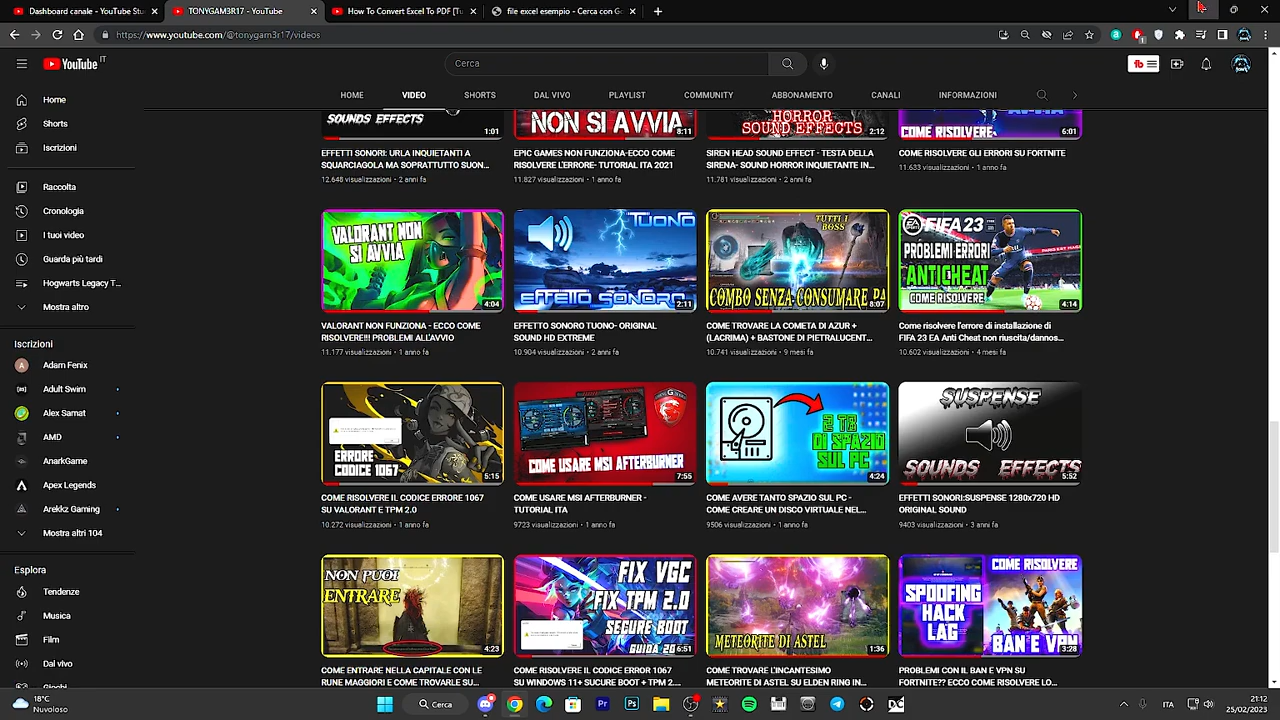 Dashboard canale - YouTube Stu
TONYGAM3R17 - YouTube
How To Convert Excel To PDF [Tu
file excel esempio - Cerca con Go
https://www.youtube.com/@tonygam3r17/videos
YouTube IT
Cerca
HOME
VIDEO
SHORTS
DAL VIVO
PLAYLIST
COMMUNITY
ABBONAMENTO
CANALI
INFORMAZIONI
Home
Shorts
Iscrizioni
Raccolta
Cronologia
I tuoi video
Guarda più tardi
Hogwarts Legacy T...
Mostra altro
Iscrizioni
Adam Fenix
Adult Swim
Alex Samat
AMD
AnarkGame
Apex Legends
Arekkz Gaming
Mostra altri 104
Esplora
Tendenze
Musica
Film
Dal vivo
SOUNDS EFFECTS
1:01
NON SI AVVIA
8:11
HORROR
SOUND EFFECTS
2:12
COME RISOLVERE
6:01
EFFETTI SONORI: URLA INQUIETANTI A
SQUARCIAGOLA MA SOPRATTUTTO SUON...
12.648 visualizzazioni • 2 anni fa
EPIC GAMES NON FUNZIONA-ECCO COME
RISOLVERE L'ERRORE- TUTORIAL ITA 2021
11.827 visualizzazioni • 1 anno fa
SIREN HEAD SOUND EFFECT - TESTA DELLA
SIRENA- SOUND HORROR INQUIETANTE IN...
11.781 visualizzazioni • 2 anni fa
COME RISOLVERE GLI ERRORI SU FORTNITE
11.633 visualizzazioni • 1 anno fa
VALORANT NON
SI AVVIA
4:04
TUONO
EFFETTO SONORO
2:11
TUTTI I
BOSS
COMBO SENZA CONSUMARE PA
8:07
EA SPORTS FIFA 23
PROBLEMI ERRORI
ANTICHEAT
COME RISOLVERE
4:14
VALORANT NON FUNZIONA - ECCO COME
RISOLVERE!!! PROBLEMI ALL'AVVIO
11.177 visualizzazioni • 1 anno fa
EFFETTO SONORO TUONO- ORIGINAL
SOUND HD EXTREME
10.904 visualizzazioni • 2 anni fa
COME TROVARE LA COMETA DI AZUR +
(LACRIMA) + BASTONE DI PIETRALUCENT...
10.741 visualizzazioni • 9 mesi fa
Come risolvere l'errore di installazione di
FIFA 23 EA Anti Cheat non riuscita/dannos...
10.602 visualizzazioni • 4 mesi fa
ERRORE
CODICE 1067
5:15
COME USARE MSI AFTERBURNER
7:55
2 TB
DI SPAZIO
SUL PC
4:24
SUSPENSE
SOUNDS EFFECTS
5:52
COME RISOLVERE IL CODICE ERRORE 1067
SU VALORANT E TPM 2.0
10.272 visualizzazioni • 1 anno fa
COME USARE MSI AFTERBURNER -
TUTORIAL ITA
9723 visualizzazioni • 1 anno fa
COME AVERE TANTO SPAZIO SUL PC -
COME CREARE UN DISCO VIRTUALE NEL...
9506 visualizzazioni • 1 anno fa
EFFETTI SONORI:SUSPENSE 1280x720 HD
ORIGINAL SOUND
9403 visualizzazioni • 3 anni fa
NON PUOI
ENTRARE
4:23
FIX VGC
FIX TPM 2.0
SECURE BOOT
6:51
METEORITE DI ASTEL
1:36
SPOOFING
HACK
LAG
COME RISOLVERE
BAN E VPN
3:28
COME ENTRARE NELLA CAPITALE CON LE
RUNE MAGGIORI E COME TROVARLE SU...
COME RISOLVERE IL CODICE ERROR 1067
SU WINDOWS 11+ SUCURE BOOT + TPM 2....
COME TROVARE L'INCANTESIMO
METEORITE DI ASTEL SU ELDEN RING IN...
PROBLEMI CON IL BAN E VPN SU
FORTNITE?? ECCO COME RISOLVERE LO...
18°C
Nuvoloso
Cerca
ITA
21:12
25/02/2023